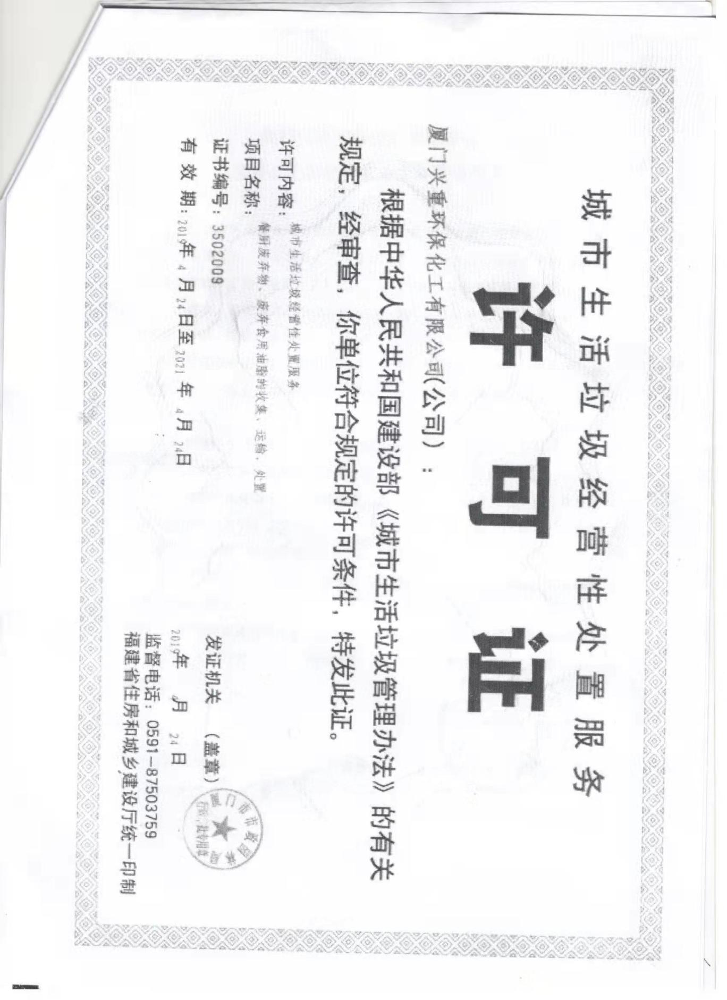 城市生活垃圾经营性处置服务
许可证
厦门兴重环保化工有限公司(公司)：
根据中华人民共和国建设部《城市生活垃圾管理办法》的有关
规定，经审查，你单位符合规定的许可条件，特发此证。
许可内容：城市生活垃圾经营性处置服务
项目名称：餐厨废弃物、废弃食用油脂的收集、运输、处置
证书编号：3502009
有效期：2019年4月24日至2021年4月24日
发证机关（盖章）
厦门市市政园林局
2019年4月24日
监督电话：0591-87503759
福建省住房和城乡建设厅统一印制